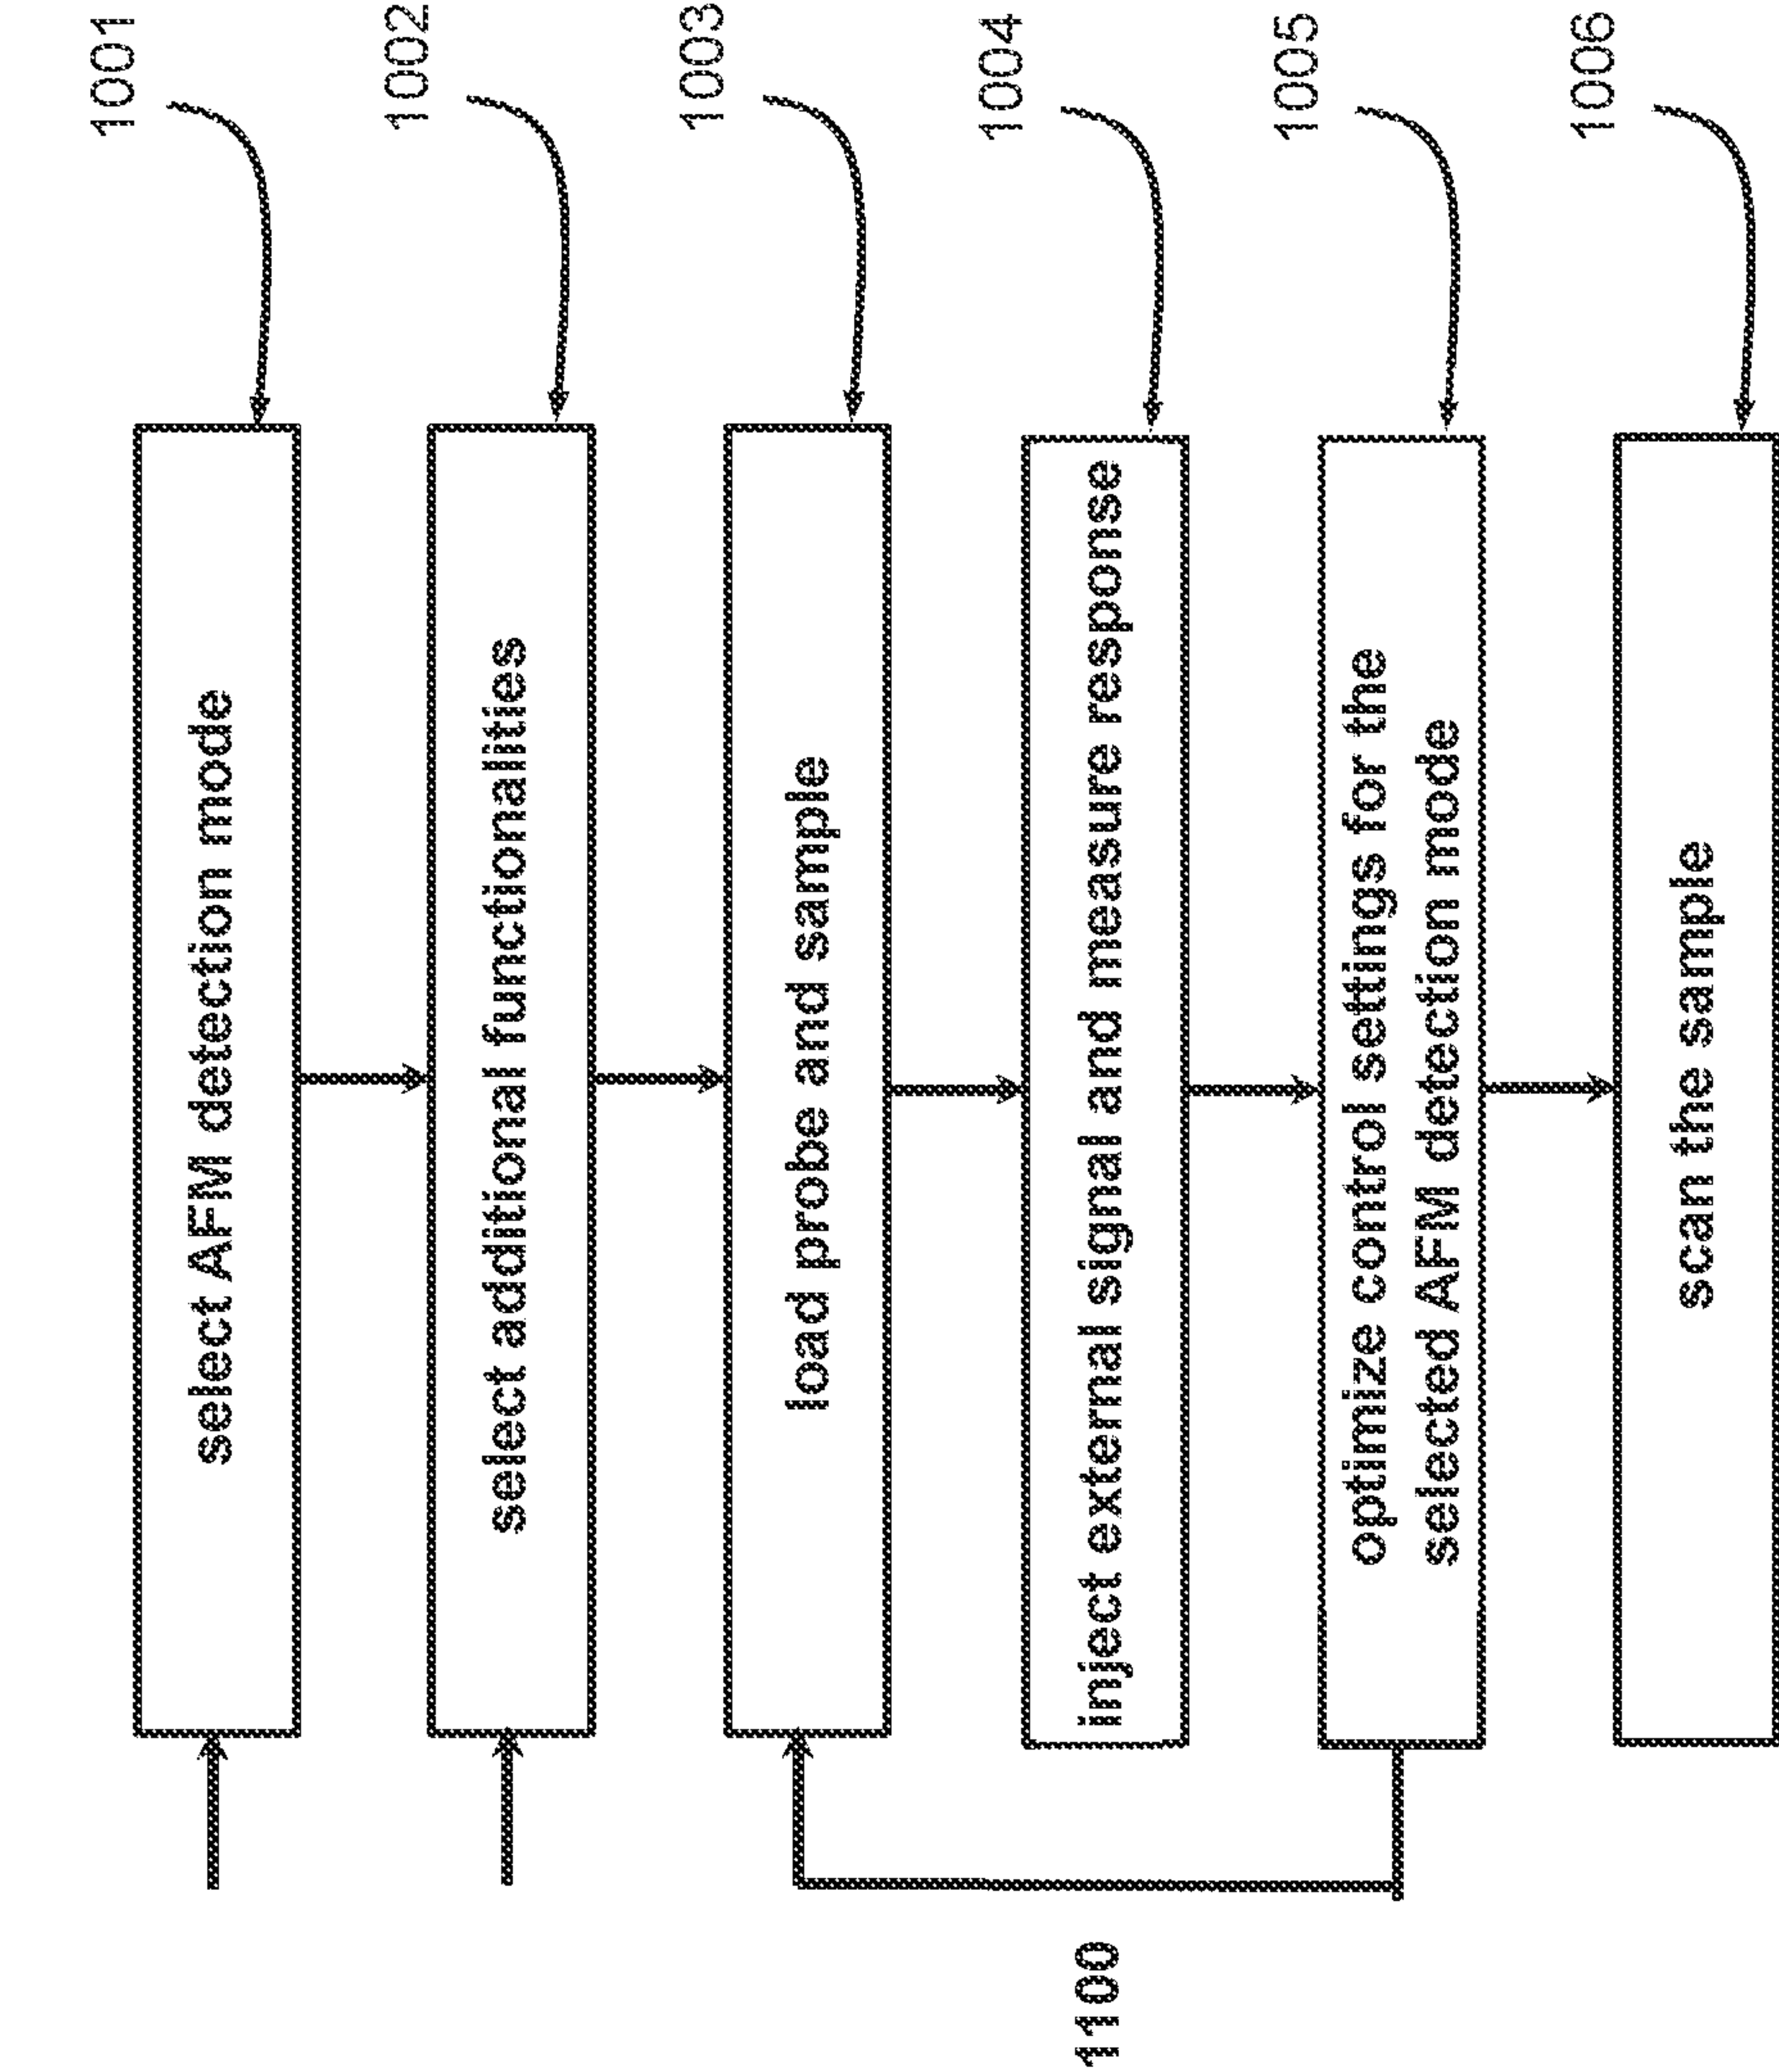 1001
select AFM detection mode
1002
select additional functionalities
1003
load probe and sample
1004
inject external signal and measure response
1005
optimize control settings for the
selected AFM detection mode
1006
scan the sample
1100